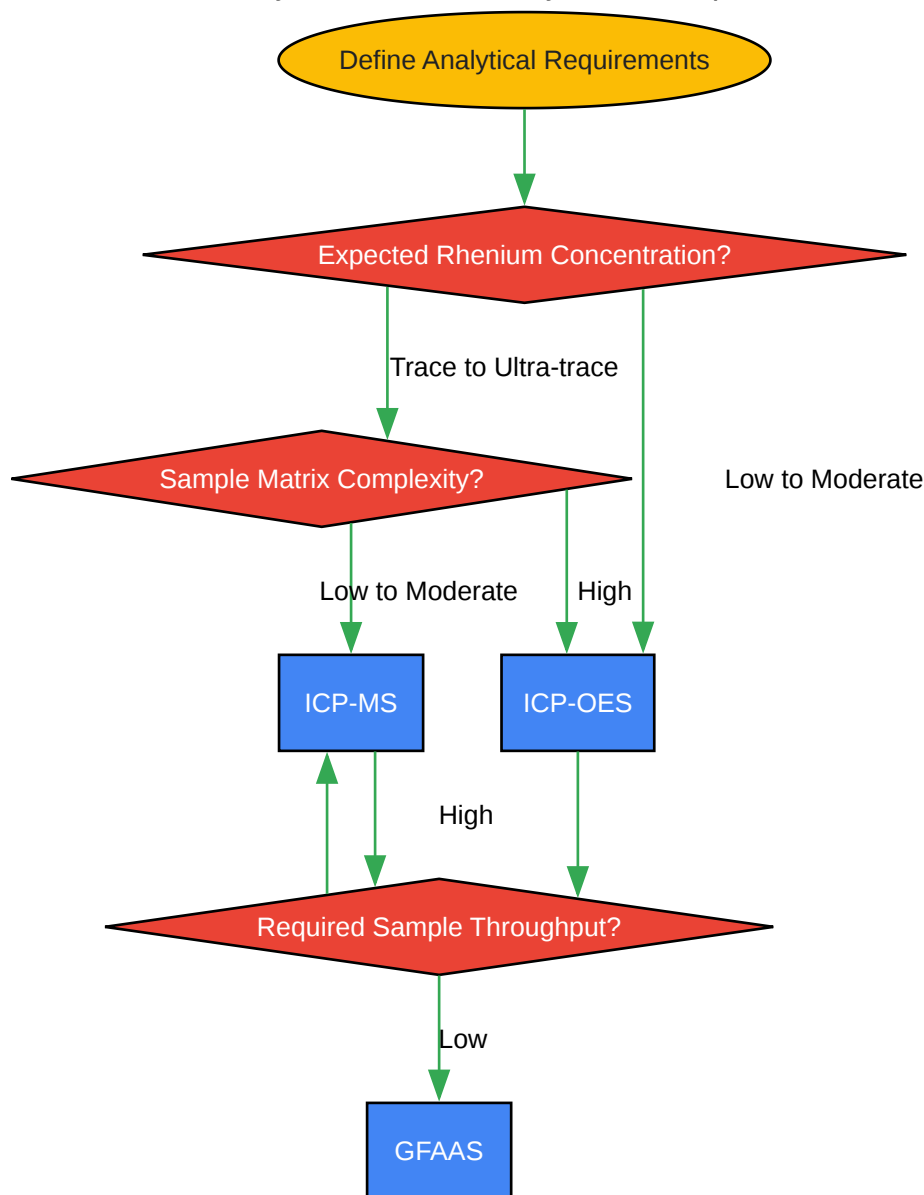 Define Analytical Requirements
Expected Rhenium Concentration?
Trace to Ultra-trace
Sample Matrix Complexity?
Low to Moderate
Low to Moderate
High
ICP-MS
ICP-OES
High
Required Sample Throughput?
Low
GFAAS